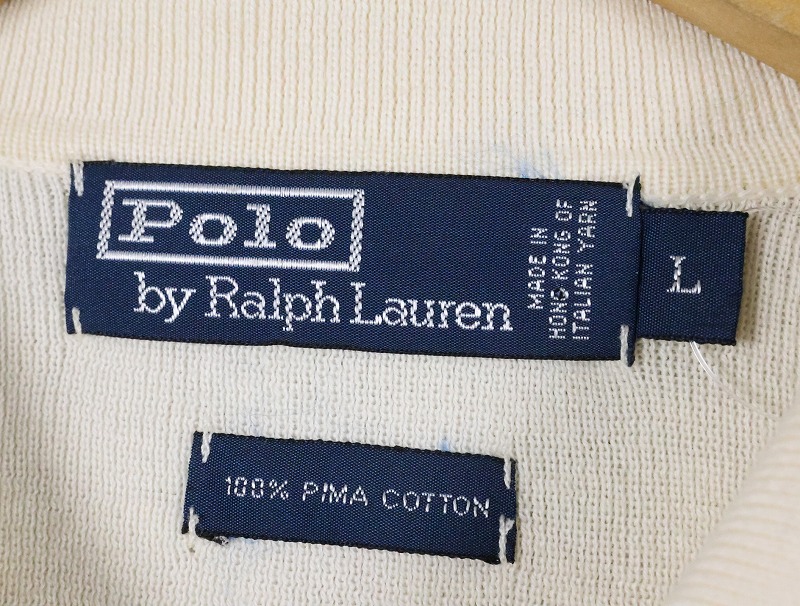 Polo
by Ralph Lauren
MADE IN
HONG KONG OF
ITALIAN YARN
L
100% PIMA COTTON